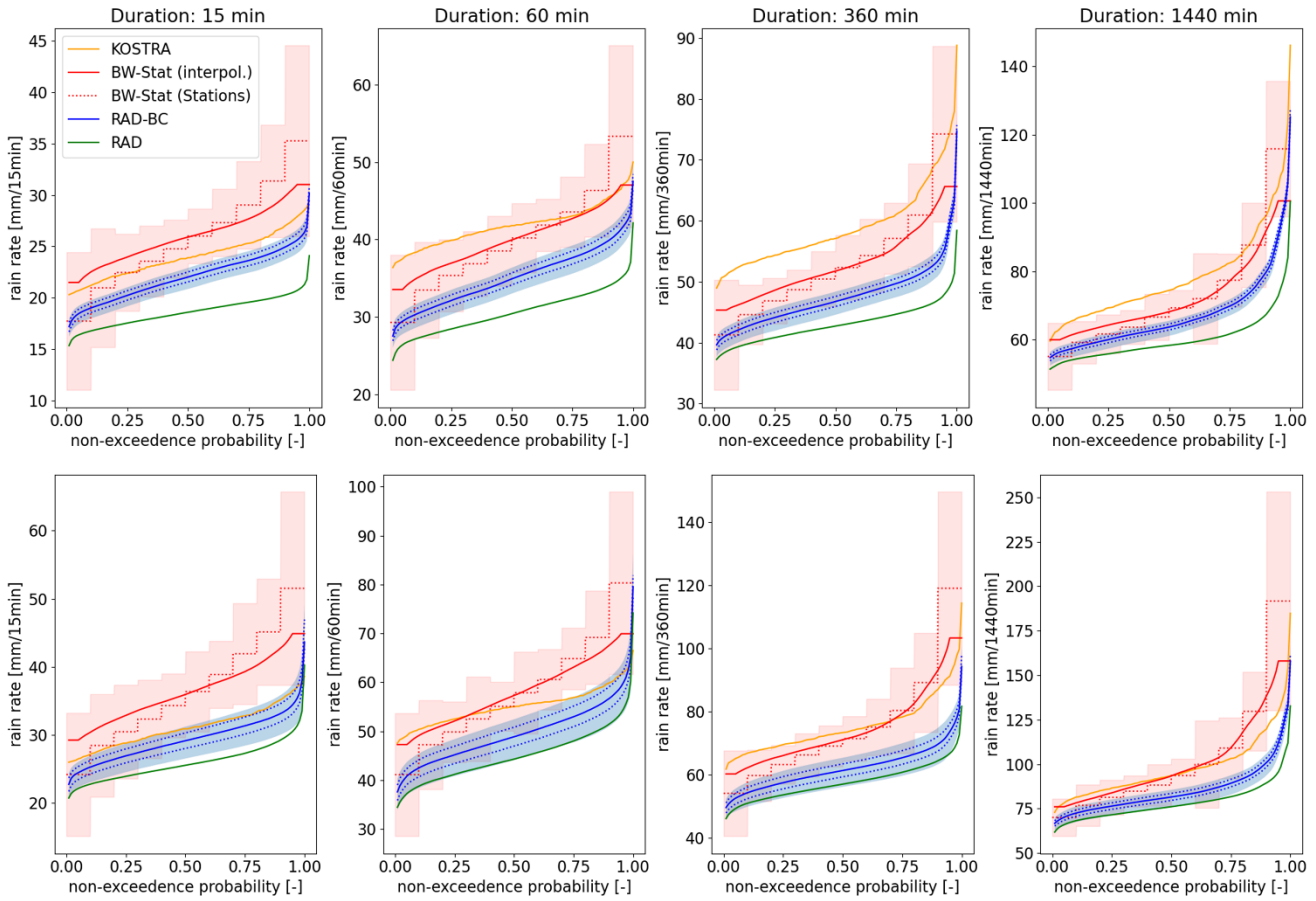 Duration: 15 min
Duration: 60 min
Duration: 360 min
Duration: 1440 min
rain rate [mm/15min]
45
40
35
30
25
20
15
10
KOSTRA
BW-Stat (interpol.)
BW-Stat (Stations)
RAD-BC
RAD
0.00 0.25 0.50 0.75 1.00
non-exceedence probability [-]
rain rate [mm/60min]
60
50
40
30
20
0.00 0.25 0.50 0.75 1.00
non-exceedence probability [-]
rain rate [mm/360min]
90
80
70
60
50
40
30
0.00 0.25 0.50 0.75 1.00
non-exceedence probability [-]
rain rate [mm/1440min]
140
120
100
80
60
0.00 0.25 0.50 0.75 1.00
non-exceedence probability [-]
rain rate [mm/15min]
60
50
40
30
20
0.00 0.25 0.50 0.75 1.00
non-exceedence probability [-]
rain rate [mm/60min]
100
90
80
70
60
50
40
30
0.00 0.25 0.50 0.75 1.00
non-exceedence probability [-]
rain rate [mm/360min]
140
120
100
80
60
40
0.00 0.25 0.50 0.75 1.00
non-exceedence probability [-]
rain rate [mm/1440min]
250
225
200
175
150
125
100
75
50
0.00 0.25 0.50 0.75 1.00
non-exceedence probability [-]